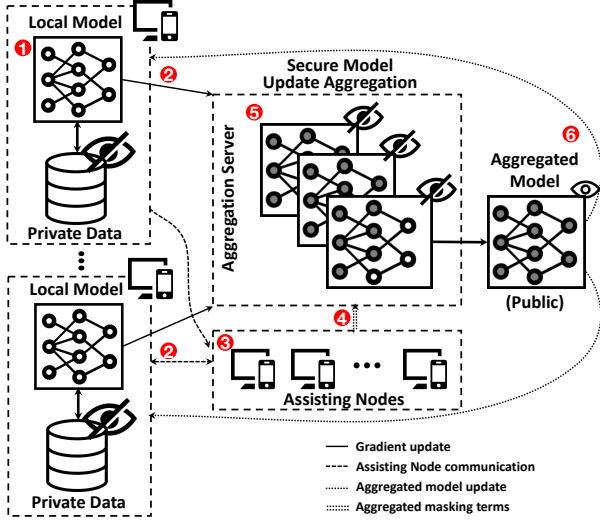 Local Model
1
2
Private Data
Local Model
2
Private Data
Secure Model
Update Aggregation
5
Aggregation Server
4
3
Assisting Nodes
6
Aggregated
Model
(Public)
Gradient update
Assisting Node communication
Aggregated model update
Aggregated masking terms